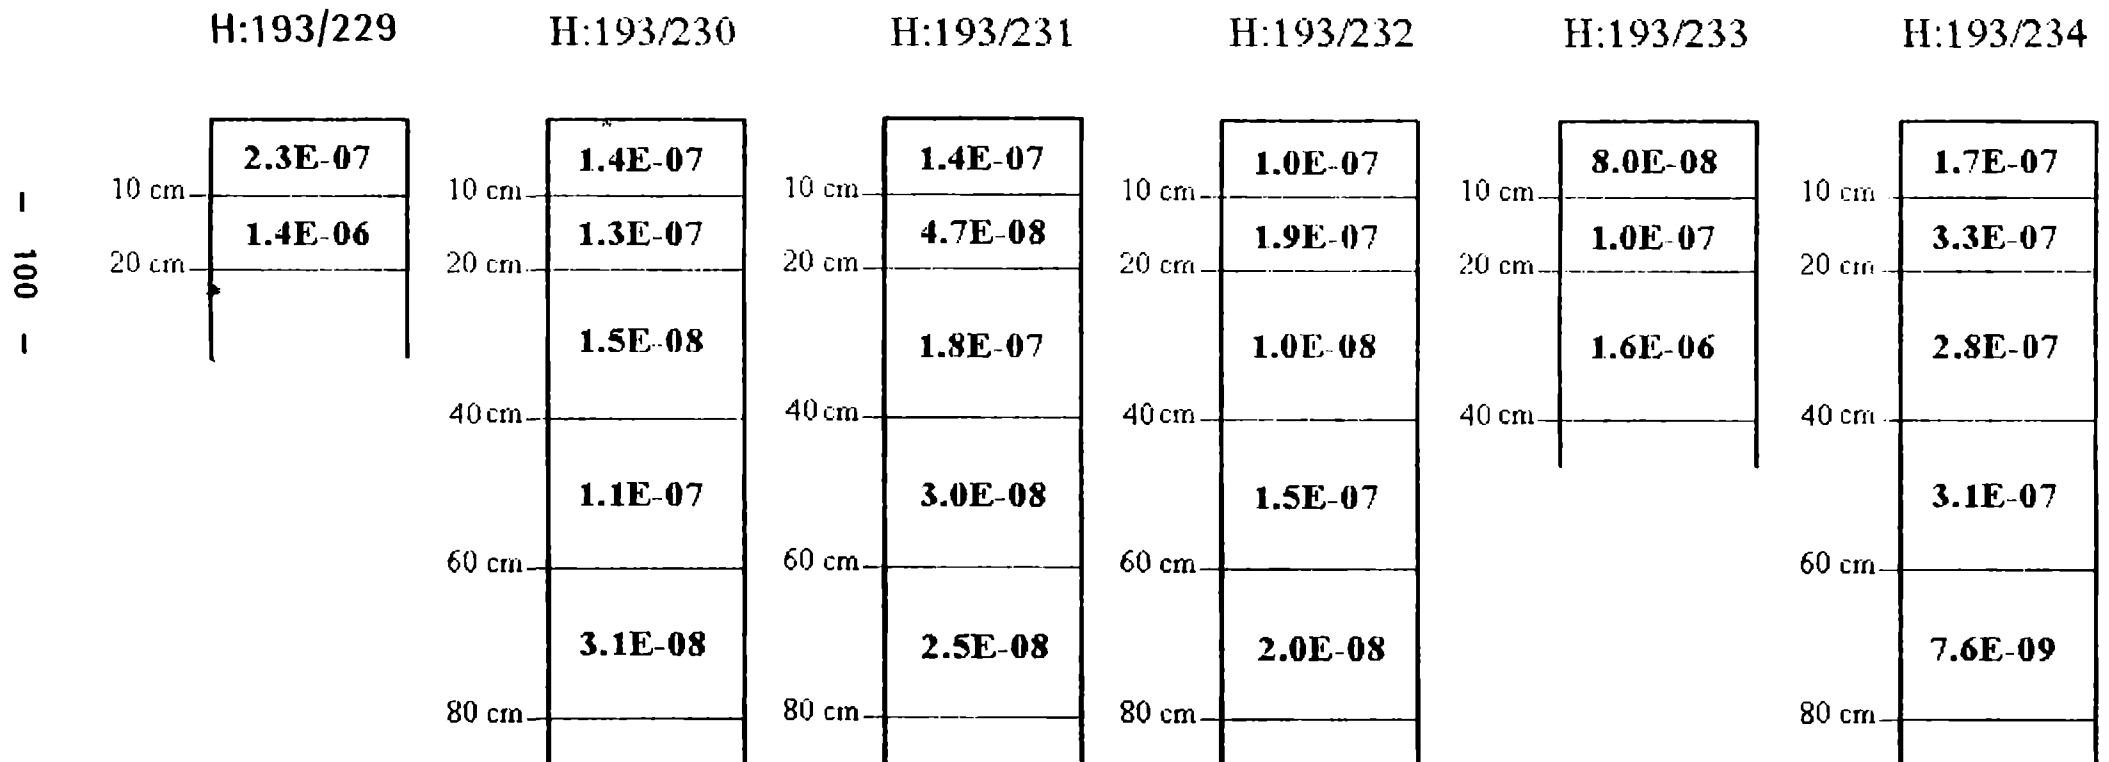 H:193/229 H:193/230 H:193/231 H:193/232 H:193/233 H:193/234
2.3E-07 1.4E-07 1.4E-07 1.0E-07 8.0E-08 1.7E-07
10 cm 10 cm 10 cm 10 cm 10 cm 10 cm
1.4E-06 1.3E-07 4.7E-08 1.9E-07 1.0E-07 3.3E-07
20 cm 20 cm 20 cm 20 cm 20 cm 20 cm
1.5E-08 1.8E-07 1.0E-08 1.6E-06 2.8E-07
40 cm 40 cm 40 cm 40 cm 40 cm
1.1E-07 3.0E-08 1.5E-07 3.1E-07
60 cm 60 cm 60 cm 60 cm
3.1E-08 2.5E-08 2.0E-08 7.6E-09
80 cm 80 cm 80 cm 80 cm
- 100 -